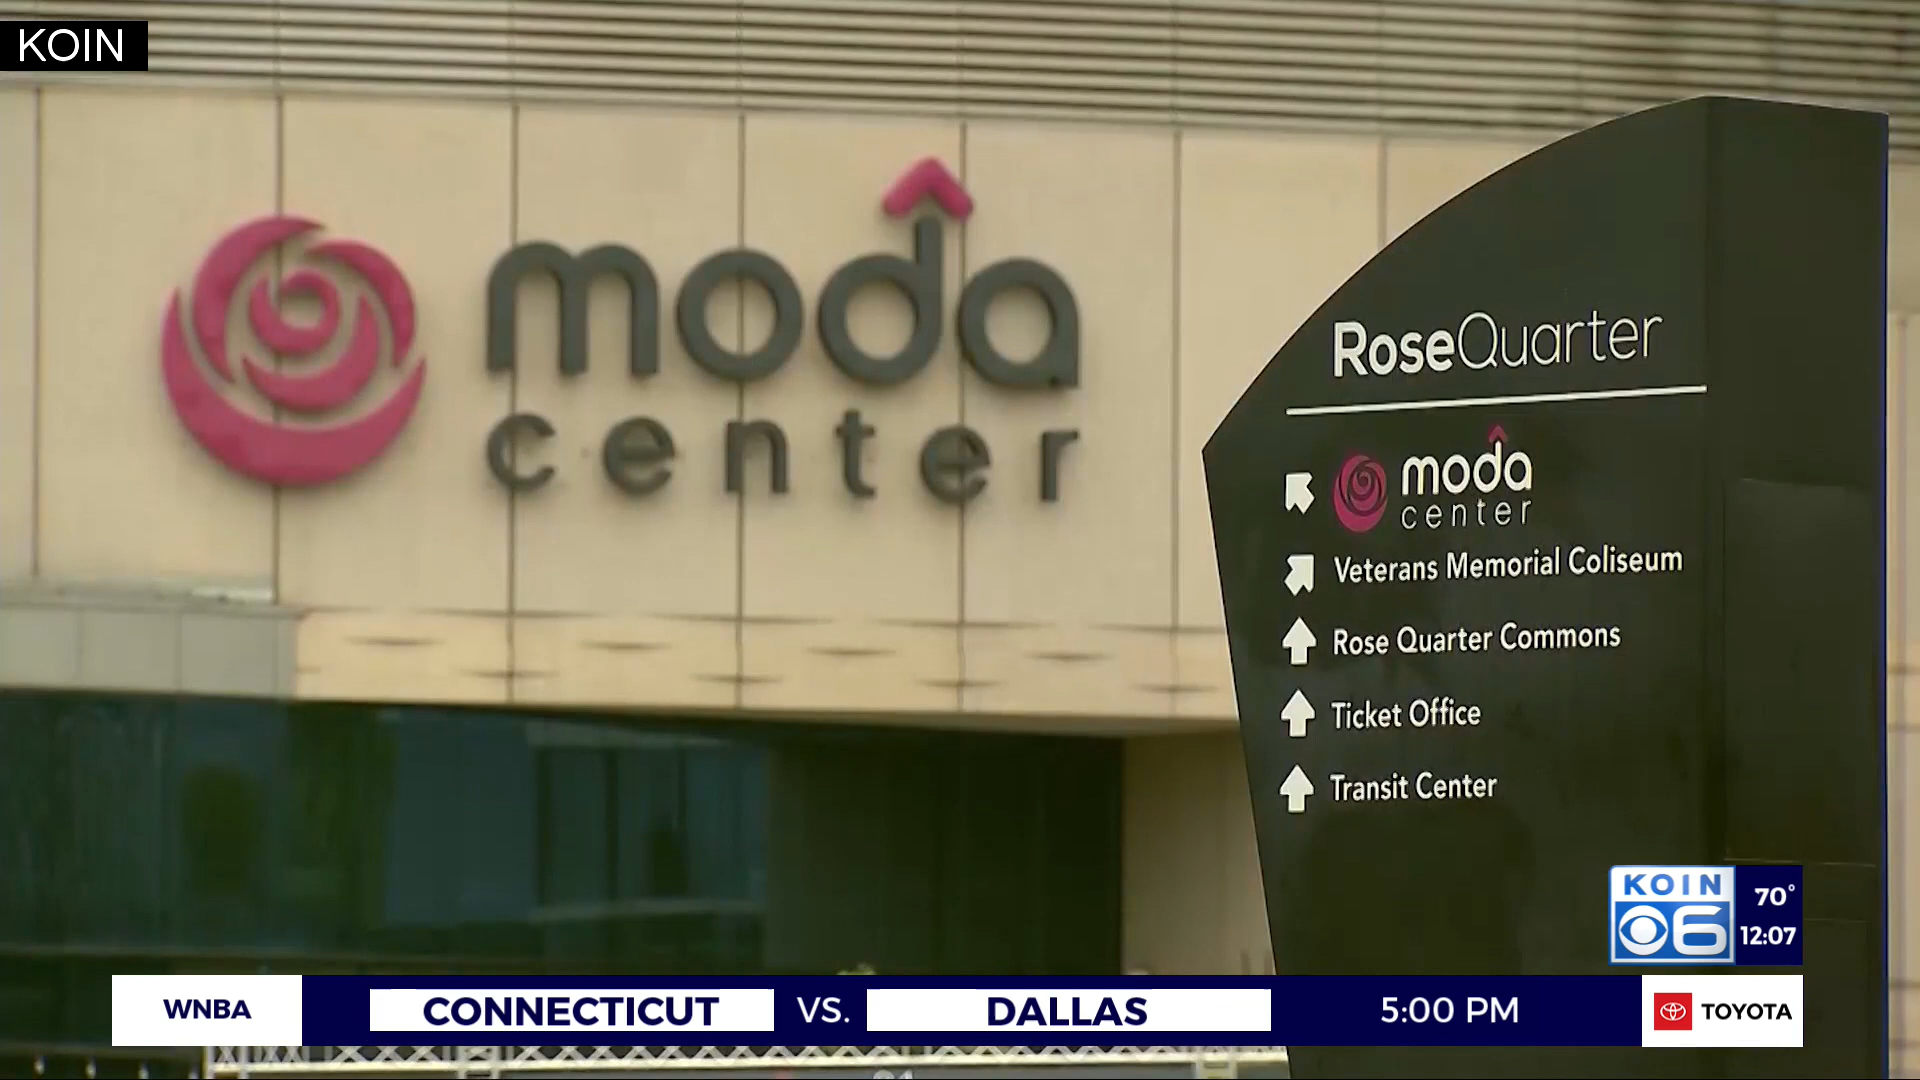 KOIN
moda
center
RoseQuarter
moda
center
Veterans Memorial Coliseum
Rose Quarter Commons
Ticket Office
Transit Center
KOIN
6
70°
12:07
WNBA
CONNECTICUT VS. DALLAS
5:00 PM
TOYOTA